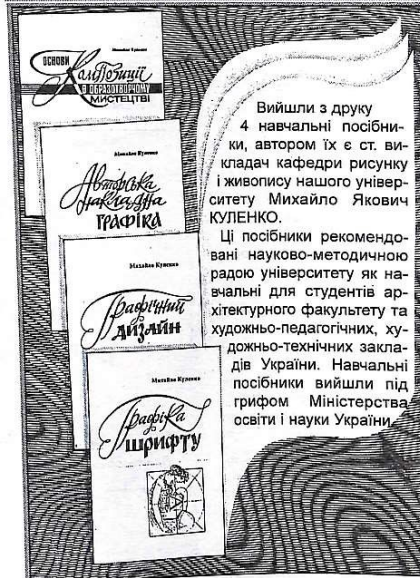 Михайло Куленко
ОСНОВИ
Композиції
В ОБРАЗОТВОРЧОМУ
МИСТЕЦТВІ
Михайло Куленко
Авторська
накладна
ГРАФІКА
Михайло Куленко
Графічний
ДИЗАЙН
Михайло Куленко
Графіка
ШРИФТУ
Вийшли з друку
4 навчальні посібни-
ки, автором їх є ст. ви-
кладач кафедри рисунку
і живопису нашого універ-
ситету Михайло Якович
КУЛЕНКО.
Ці посібники рекомендо-
вані науково-методичною
радою університету як на-
вчальні для студентів ар-
хітектурного факультету та
художньо-педагогічних, ху-
дожньо-технічних закла-
дів України. Навчальні
посібники вийшли під
грифом Міністерства
освіти і науки України.